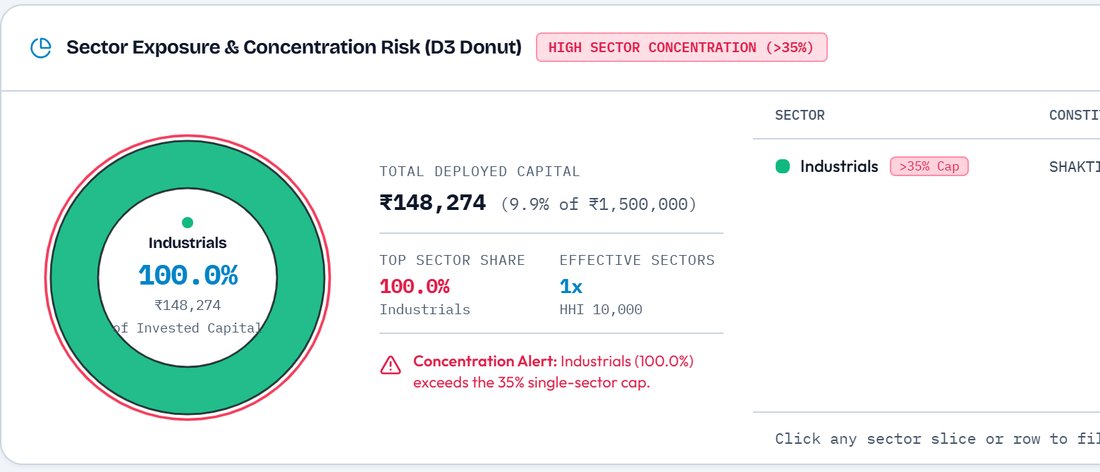 Sector Exposure & Concentration Risk (D3 Donut)
HIGH SECTOR CONCENTRATION (>35%)
Industrials
100.0%
₹148,274
of Invested Capital
TOTAL DEPLOYED CAPITAL
₹148,274 (9.9% of ₹1,500,000)
TOP SECTOR SHARE
100.0%
Industrials
EFFECTIVE SECTORS
1x
HHI 10,000
Concentration Alert: Industrials (100.0%)
exceeds the 35% single-sector cap.
SECTOR
Industrials >35% Cap
Click any sector slice or row to